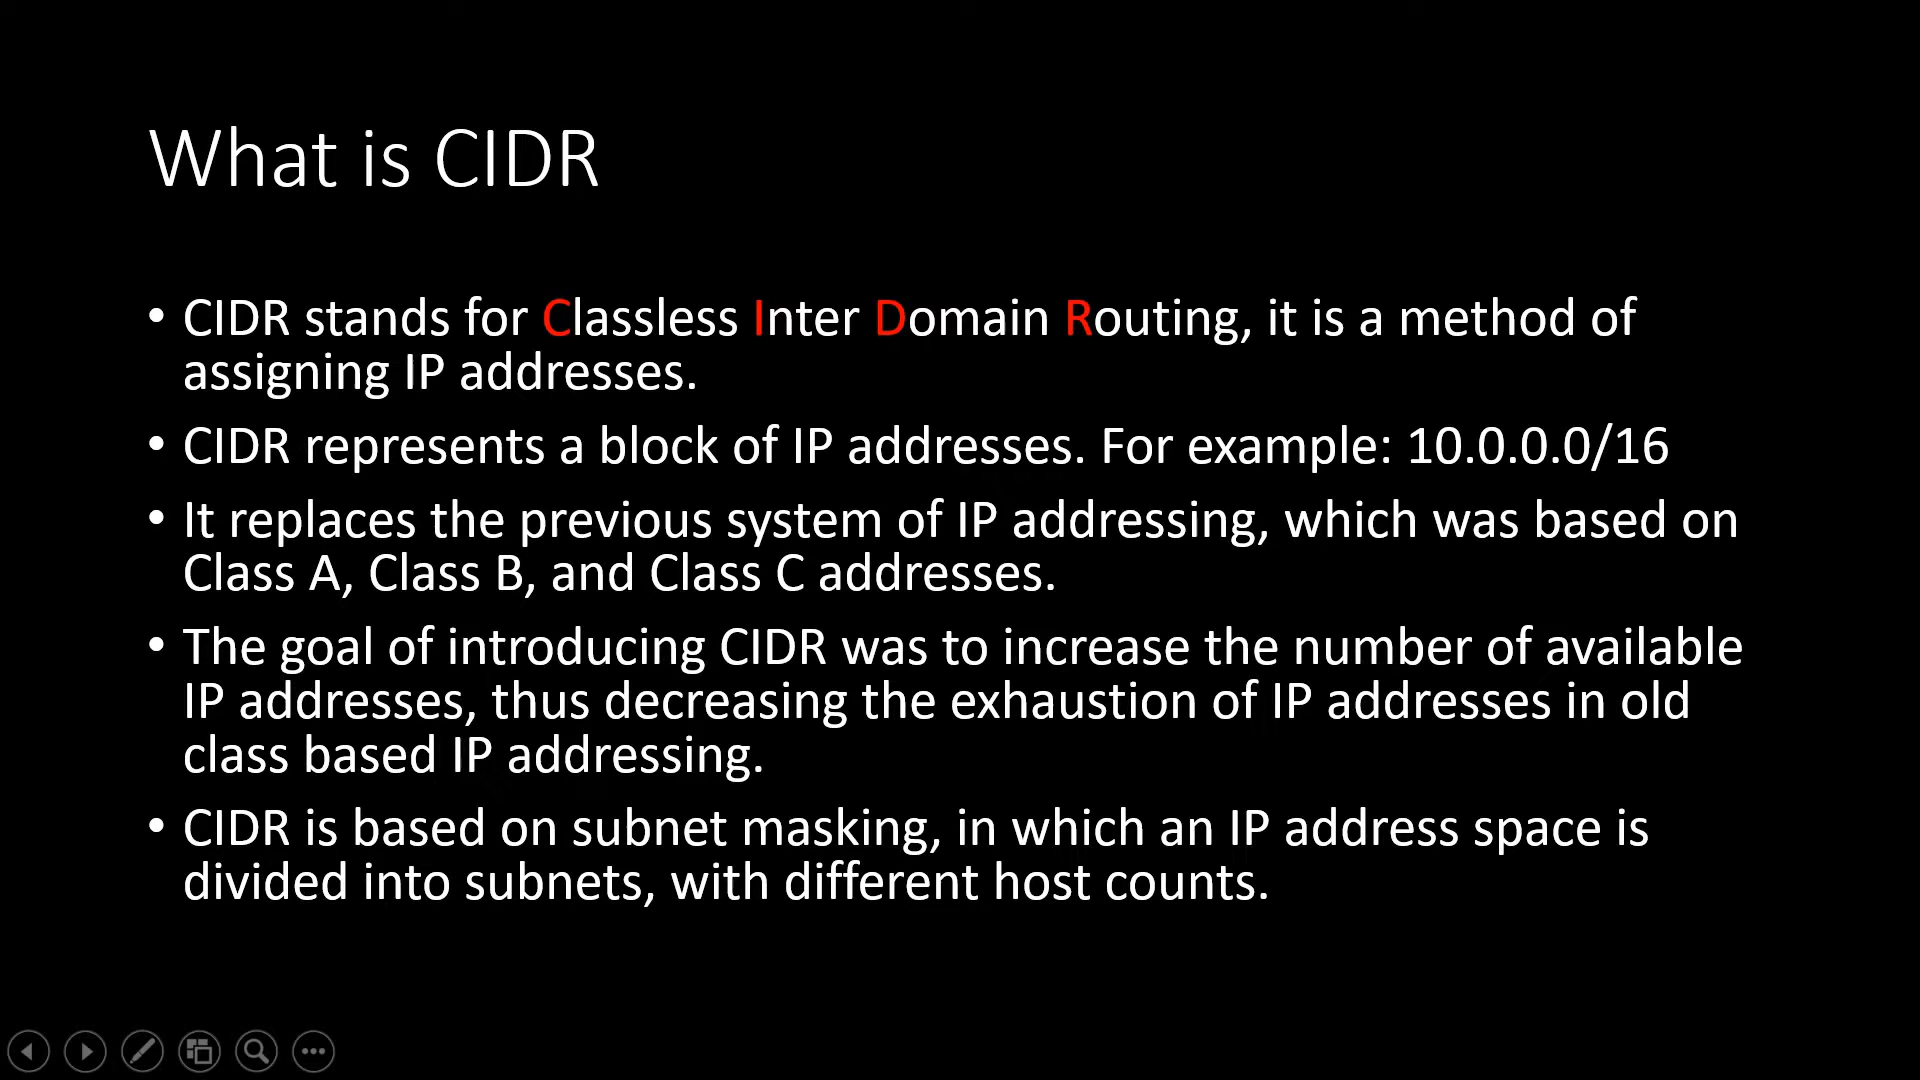 What is CIDR
• CIDR stands for Classless Inter Domain Routing, it is a method of
assigning IP addresses.
• CIDR represents a block of IP addresses. For example: 10.0.0.0/16
• It replaces the previous system of IP addressing, which was based on
Class A, Class B, and Class C addresses.
• The goal of introducing CIDR was to increase the number of available
IP addresses, thus decreasing the exhaustion of IP addresses in old
class based IP addressing.
• CIDR is based on subnet masking, in which an IP address space is
divided into subnets, with different host counts.